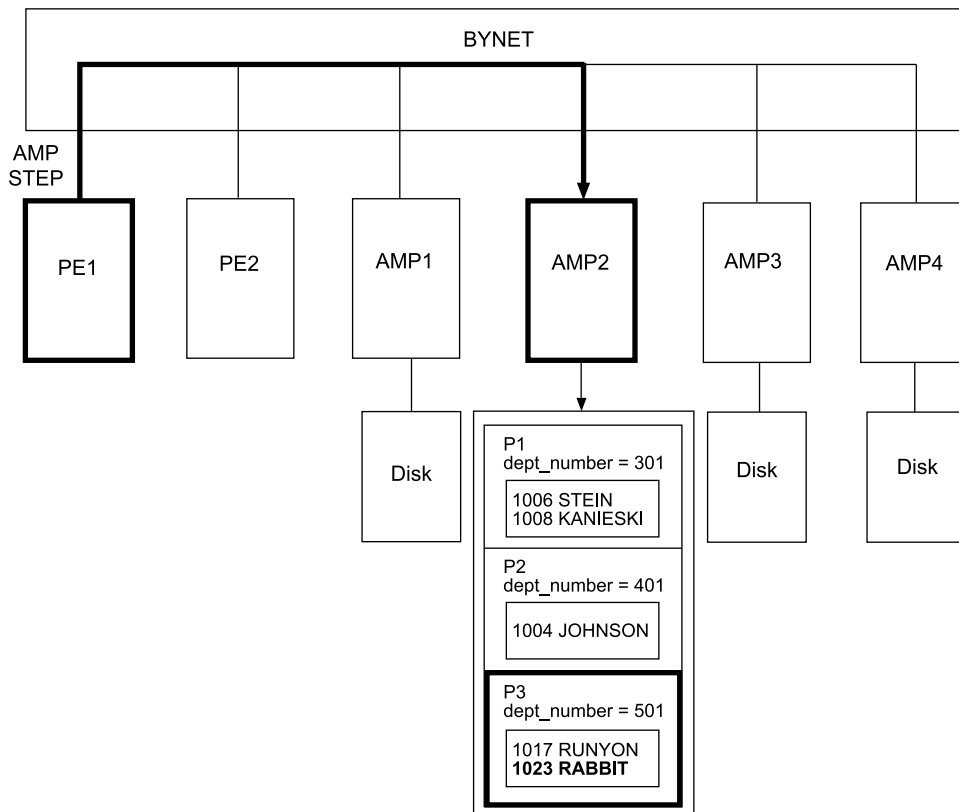 BYNET
AMP
STEP
PE1
PE2
AMP1
AMP2
AMP3
AMP4
Disk
Disk
Disk
P1
dept_number = 301
1006 STEIN
1008 KANIESKI
P2
dept_number = 401
1004 JOHNSON
P3
dept_number = 501
1017 RUNYON
1023 RABBIT